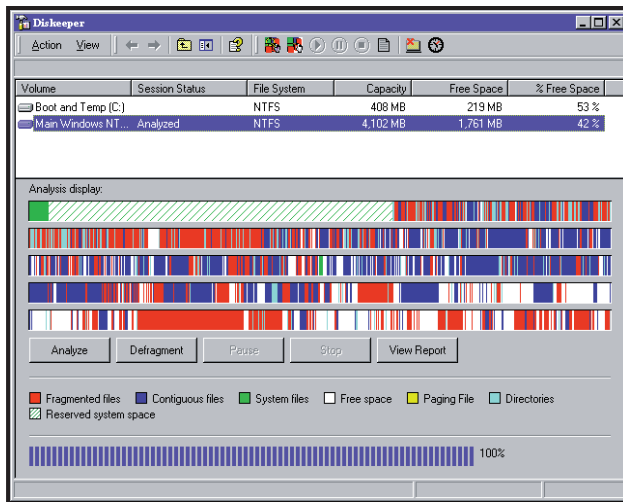 Diskeeper
Action View
Volume Session Status File System Capacity Free Space % Free Space
Boot and Temp (C:) NTFS 408 MB 219 MB 53 %
Main Windows NT... Analyzed NTFS 4,102 MB 1,761 MB 42 %
Analysis display:
Analyze Defragment Pause Stop View Report
Fragmented files Contiguous files System files Free space Paging File Directories
Reserved system space
100%